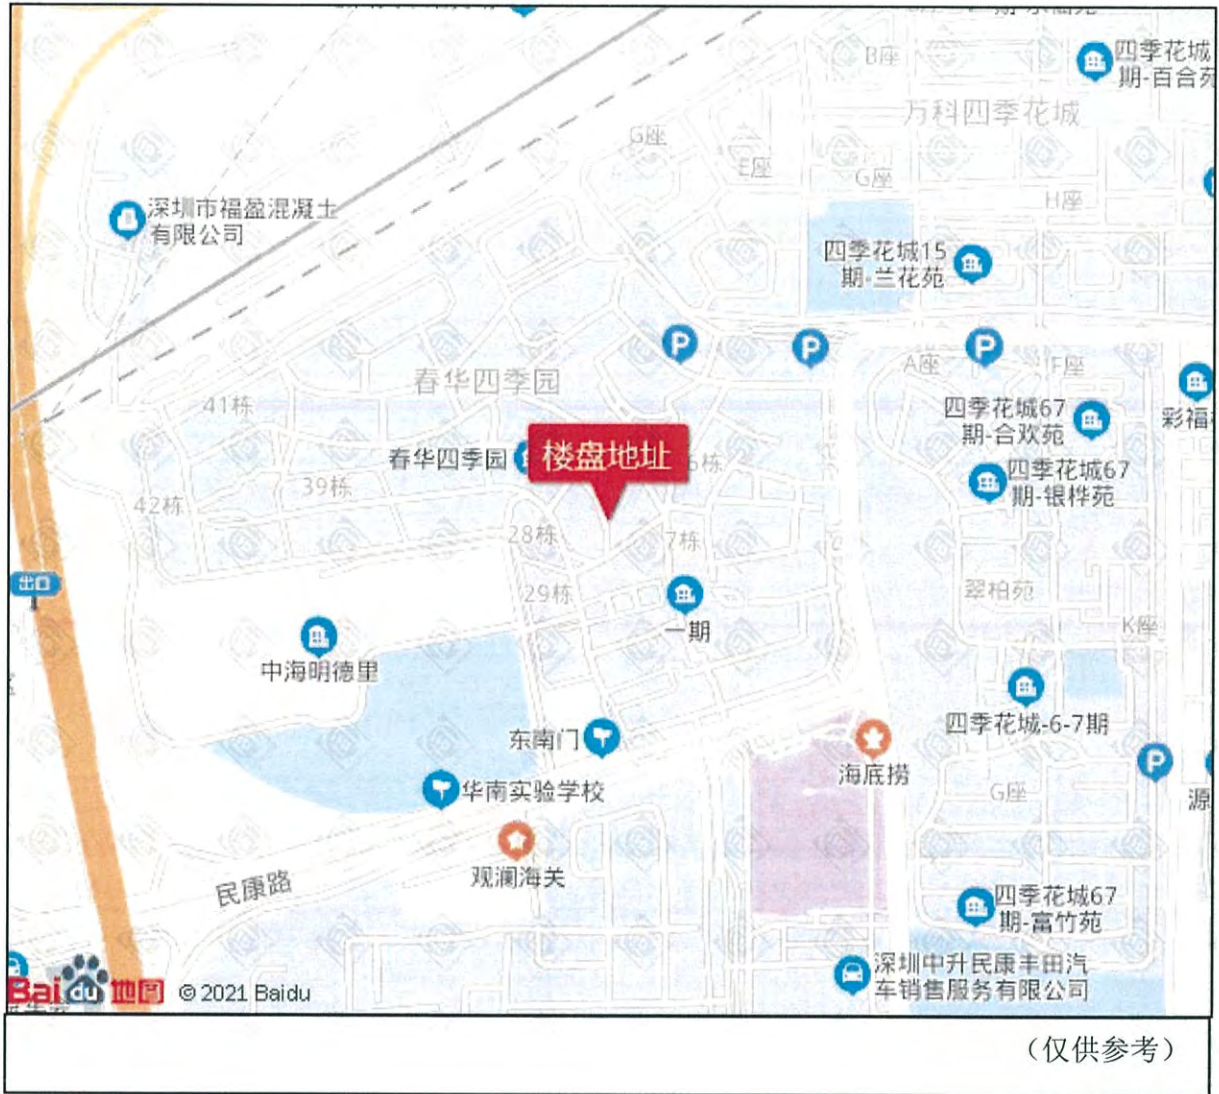 B座
四季花城
期-百合苑
万科四季花城
G座
E座
G座
H座
深圳市福盈混凝土
有限公司
四季花城15
期-兰花苑
P
P
P
A座
F座
春华四季园
41栋
彩福
四季花城67
期-合欢苑
春华四季园
楼盘地址
6栋
四季花城67
期-银桦苑
39栋
42栋
28栋
7栋
出口
29栋
翠柏苑
一期
K座
中海明德里
四季花城-6-7期
东南门
海底捞
P
华南实验学校
G座
源
观澜海关
民康路
四季花城67
期-富竹苑
深圳中升民康丰田汽
车销售服务有限公司
Bai du 地图 © 2021 Baidu
（仅供参考）